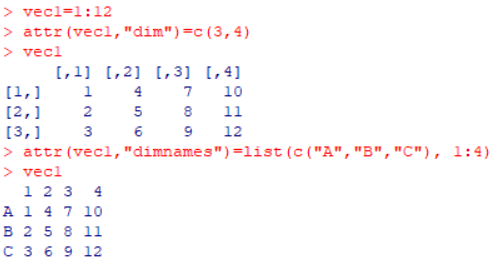 > vec1=1:12
> attr(vec1,"dim")=c(3,4)
> vec1
     [,1] [,2] [,3] [,4]
[1,]    1    4    7   10
[2,]    2    5    8   11
[3,]    3    6    9   12
> attr(vec1,"dimnames")=list(c("A","B","C"), 1:4)
> vec1
  1 2 3  4
A 1 4 7 10
B 2 5 8 11
C 3 6 9 12